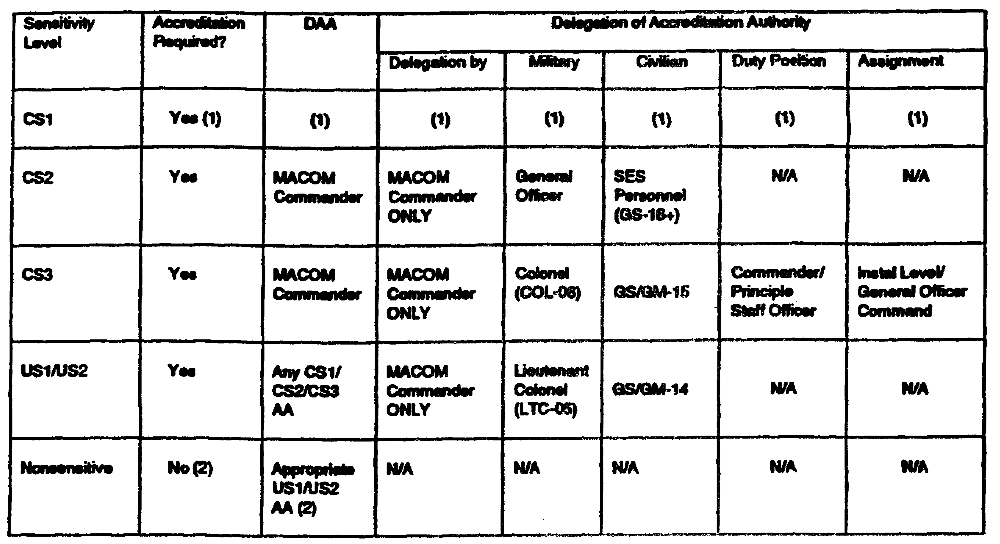 Sensitivity
Level
Accreditation
Required?
DAA
Delegation of Accreditation Authority
Delegation by
Military
Civilian
Duty Position
Assignment
CS1
Yes (1)
(1)
(1)
(1)
(1)
(1)
(1)
CS2
Yes
MACOM
Commander
MACOM
Commander
ONLY
General
Officer
SES
Personnel
(GS-16+)
N/A
N/A
CS3
Yes
MACOM
Commander
MACOM
Commander
ONLY
Colonel
(COL-06)
GS/GM-15
Commander/
Principle
Staff Officer
Instal Level/
General Officer
Command
US1/US2
Yes
Any CS1/
CS2/CS3
AA
MACOM
Commander
ONLY
Lieutenant
Colonel
(LTC-05)
GS/GM-14
N/A
N/A
Nonsensitive
No (2)
Appropriate
US1/US2
AA (2)
N/A
N/A
N/A
N/A
N/A